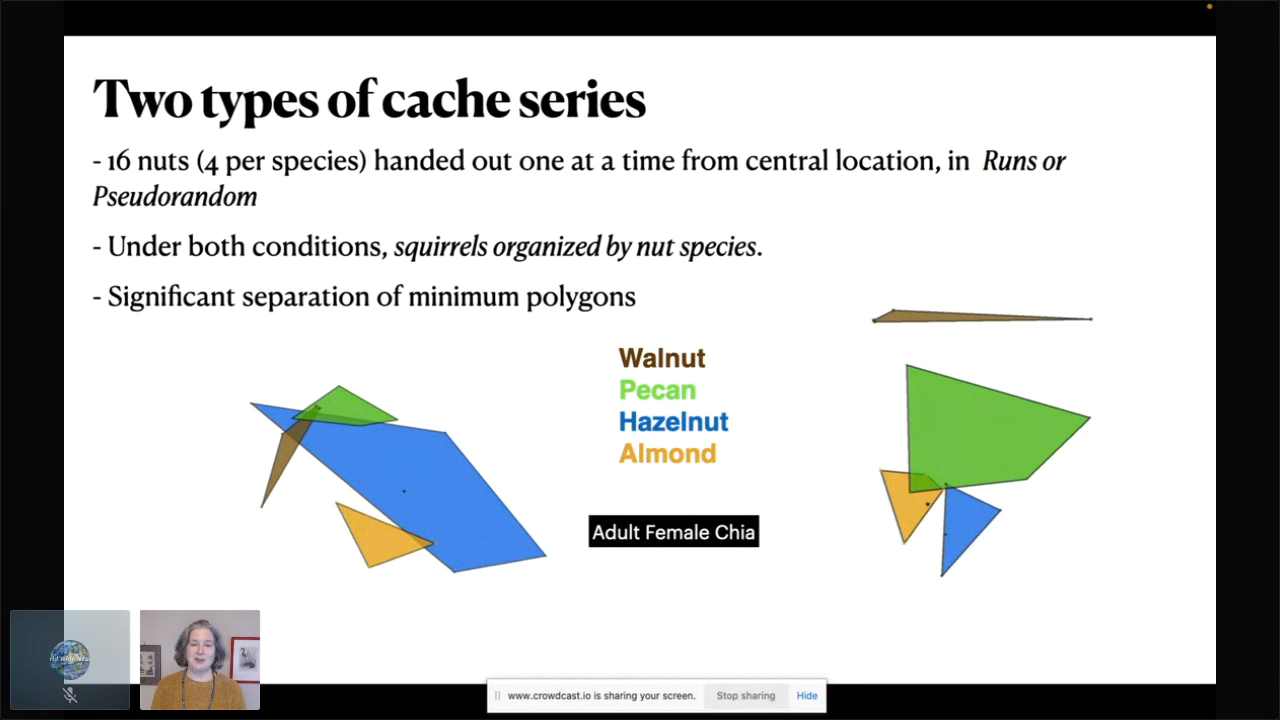 Two types of cache series
- 16 nuts (4 per species) handed out one at a time from central location, in Runs or
Pseudorandom
- Under both conditions, squirrels organized by nut species.
- Significant separation of minimum polygons
Walnut
Pecan
Hazelnut
Almond
Adult Female Chia
www.crowdcast.io is sharing your screen.
Stop sharing
Hide